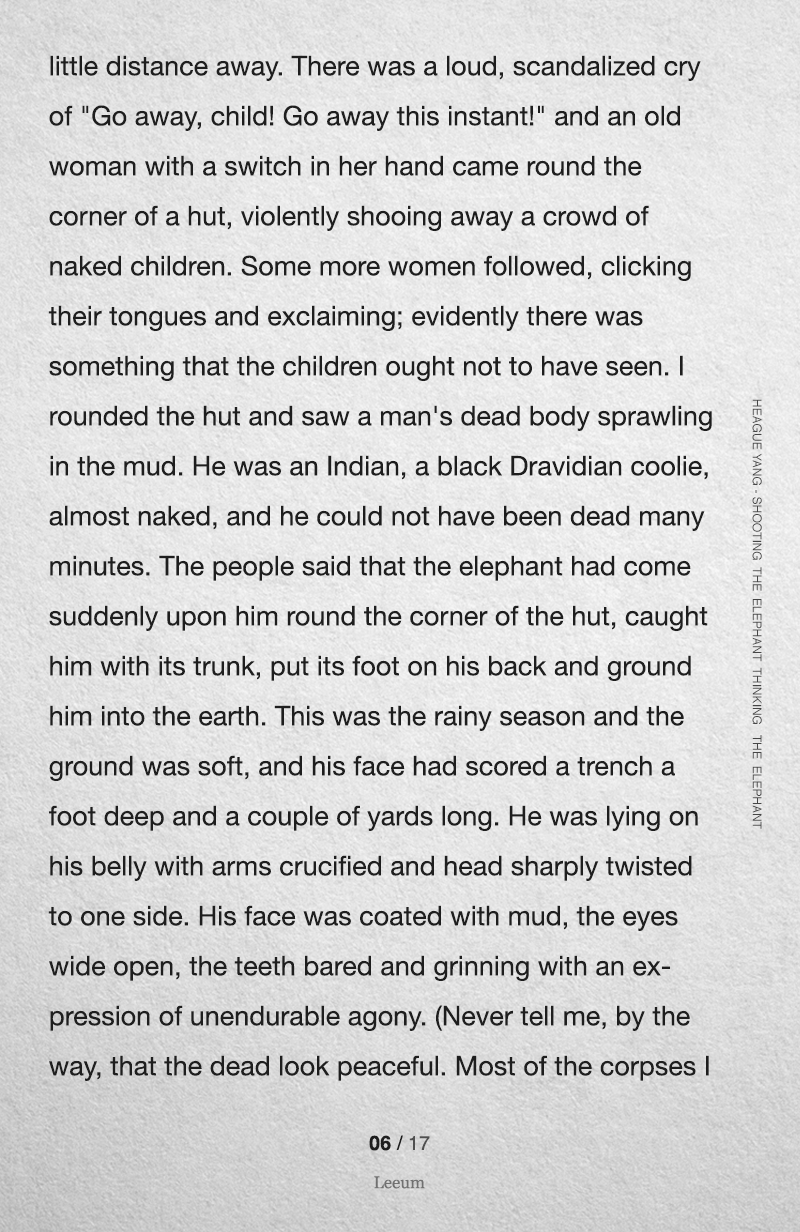 little distance away. There was a loud, scandalized cry
of "Go away, child! Go away this instant!" and an old
woman with a switch in her hand came round the
corner of a hut, violently shooing away a crowd of
naked children. Some more women followed, clicking
their tongues and exclaiming; evidently there was
something that the children ought not to have seen. I
rounded the hut and saw a man's dead body sprawling
in the mud. He was an Indian, a black Dravidian coolie,
almost naked, and he could not have been dead many
minutes. The people said that the elephant had come
suddenly upon him round the corner of the hut, caught
him with its trunk, put its foot on his back and ground
him into the earth. This was the rainy season and the
ground was soft, and his face had scored a trench a
foot deep and a couple of yards long. He was lying on
his belly with arms crucified and head sharply twisted
to one side. His face was coated with mud, the eyes
wide open, the teeth bared and grinning with an ex-
pression of unendurable agony. (Never tell me, by the
way, that the dead look peaceful. Most of the corpses I
HEAGUE YANG - SHOOTING THE ELEPHANT THINKING THE ELEPHANT
06 / 17
Leeum